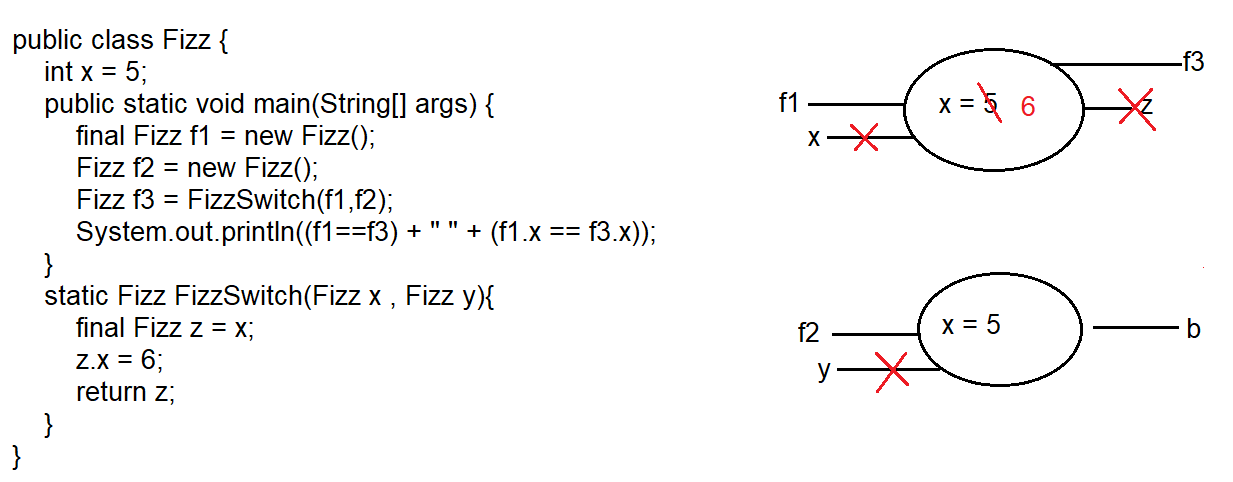 public class Fizz {
int x = 5;
public static void main(String[] args) {
final Fizz f1 = new Fizz();
Fizz f2 = new Fizz();
Fizz f3 = FizzSwitch(f1,f2);
System.out.println((f1==f3) + " " + (f1.x == f3.x));
}
static Fizz FizzSwitch(Fizz x , Fizz y){
final Fizz z = x;
z.x = 6;
return z;
}
}
f3
f1
x = 5 6
z
x
f2
x = 5
b
y